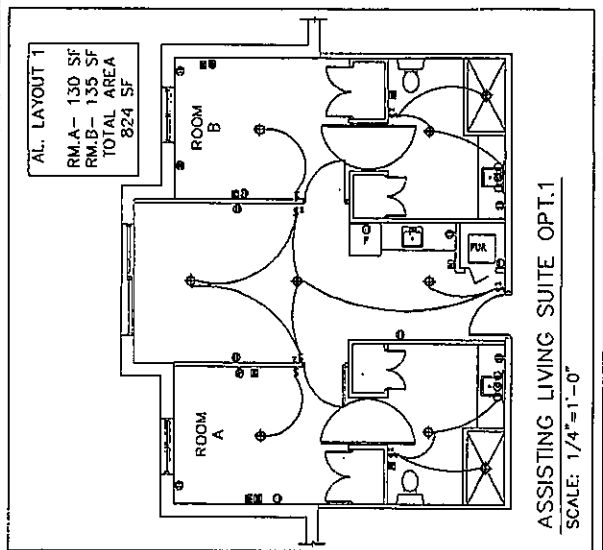 AL. LAYOUT 1
RM.A- 130 SF
RM.B- 135 SF
TOTAL AREA
824 SF
ROOM
B
ROOM
A
F
FUR.
ASSISTING LIVING SUITE OPT.1
SCALE: 1/4"=1'-0"